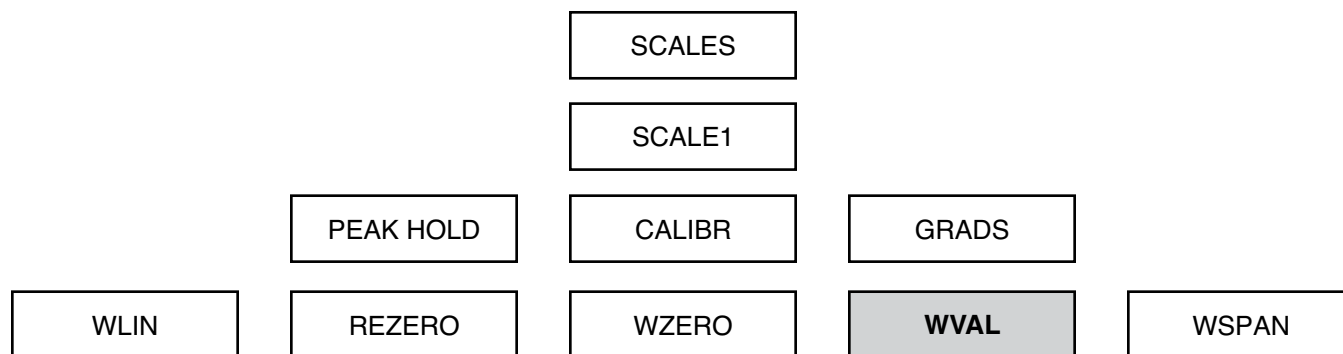 SCALES
SCALE1
PEAK HOLD CALIBR GRADS
WLIN REZERO WZERO WVAL WSPAN